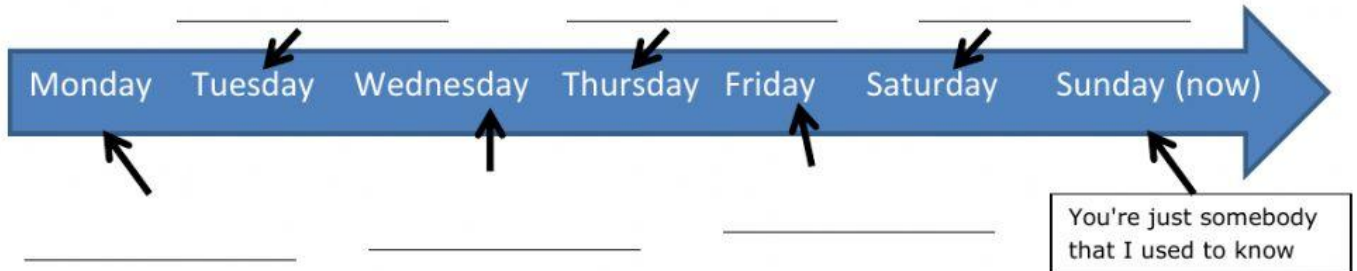 Monday Tuesday Wednesday Thursday Friday Saturday Sunday (now)
You're just somebody
that I used to know